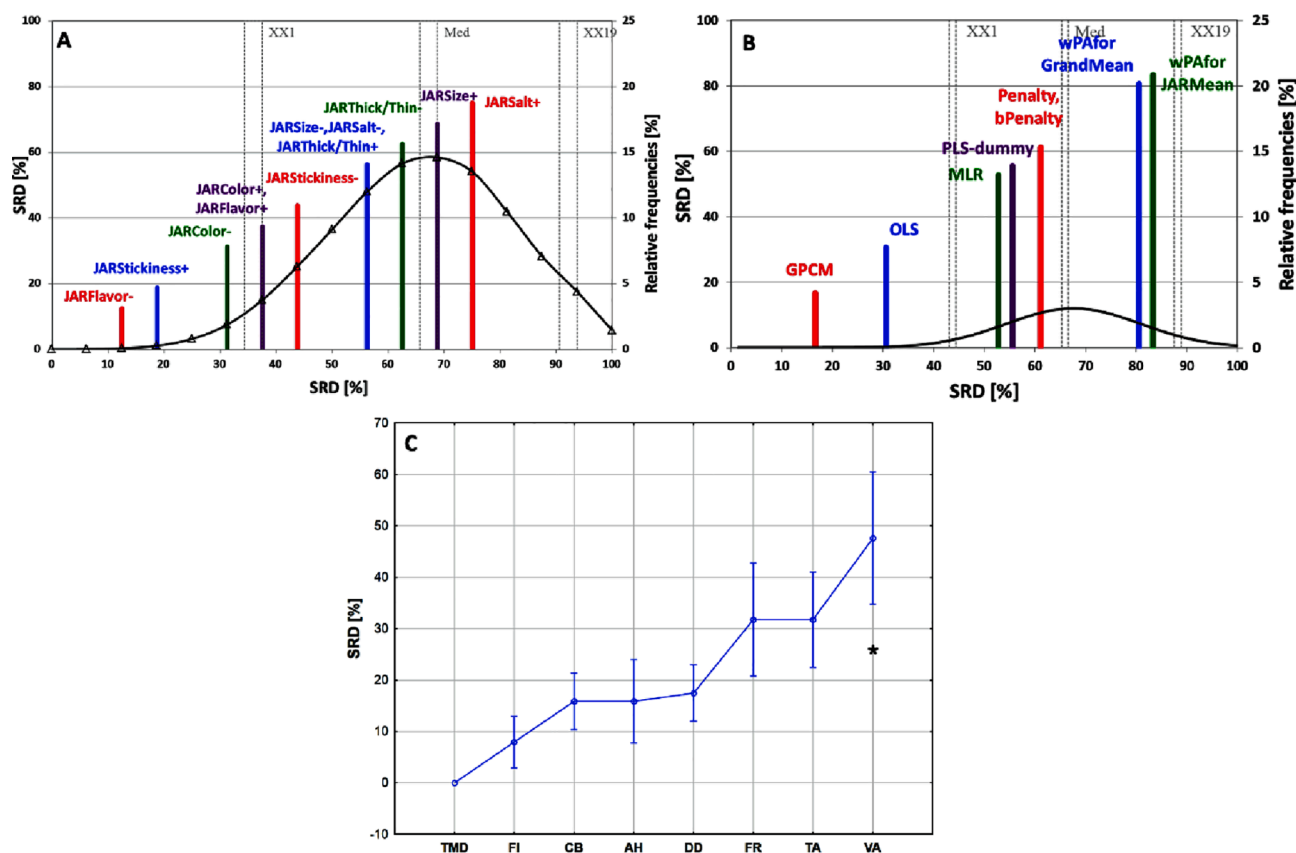 A
XX1
Med
XX19
JARThick/Thin-
JARSize+
JARSalt+
JARSize-,JARSalt-,
JARThick/Thin+
JARColor+,
JARFlavor+
JARStickiness-
JARColor-
JARStickiness+
JARFlavor-
SRD [%]
100
80
60
40
20
0
Relative frequencies [%]
25
20
15
10
5
0
0 10 20 30 40 50 60 70 80 90 100
SRD [%]
B
XX1
Med
XX19
wPAfor
GrandMean
wPAfor
JARMean
Penalty,
bPenalty
PLS-dummy
MLR
OLS
GPCM
SRD [%]
100
80
60
40
20
0
Relative frequencies [%]
25
20
15
10
5
0
0 10 20 30 40 50 60 70 80 90 100
SRD [%]
C
SRD [%]
70
60
50
40
30
20
10
0
-10
*
TMD FI CB AH DD FR TA VA